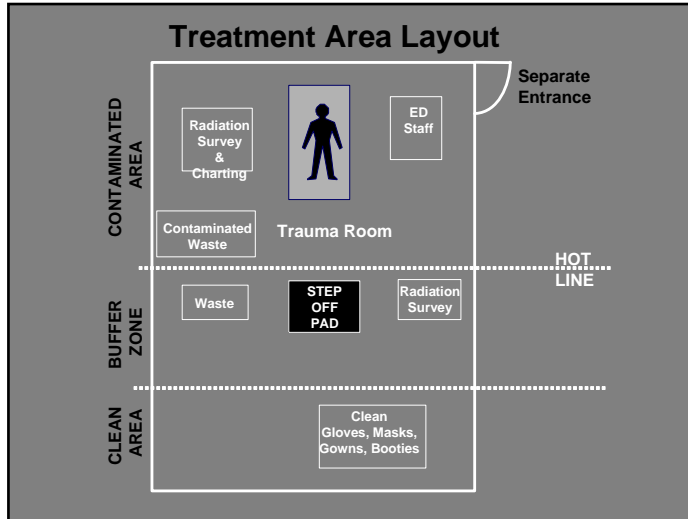 Treatment Area Layout
Separate
Entrance
CONTAMINATED
AREA
Radiation
Survey
&
Charting
ED
Staff
Contaminated
Waste
Trauma Room
HOT
LINE
BUFFER
ZONE
Waste
STEP
OFF
PAD
Radiation
Survey
CLEAN
AREA
Clean
Gloves, Masks,
Gowns, Booties